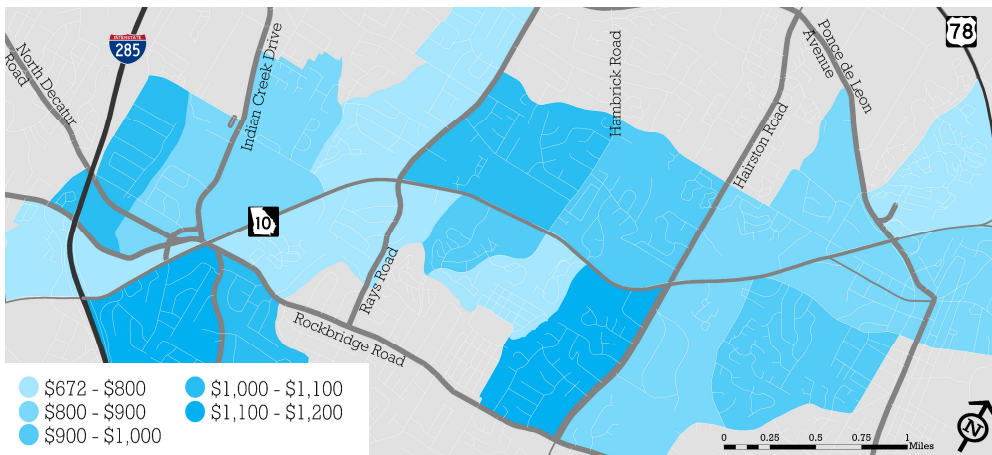 INTERSTATE
285
78
North Decatur
Road
Indian Creek Drive
Hambrick Road
Ponce de Leon
Avenue
Hairston Road
10
Rays Road
Rockbridge Road
$672 - $800
$800 - $900
$900 - $1,000
$1,000 - $1,100
$1,100 - $1,200
0 0.25 0.5 0.75 1
Miles
N